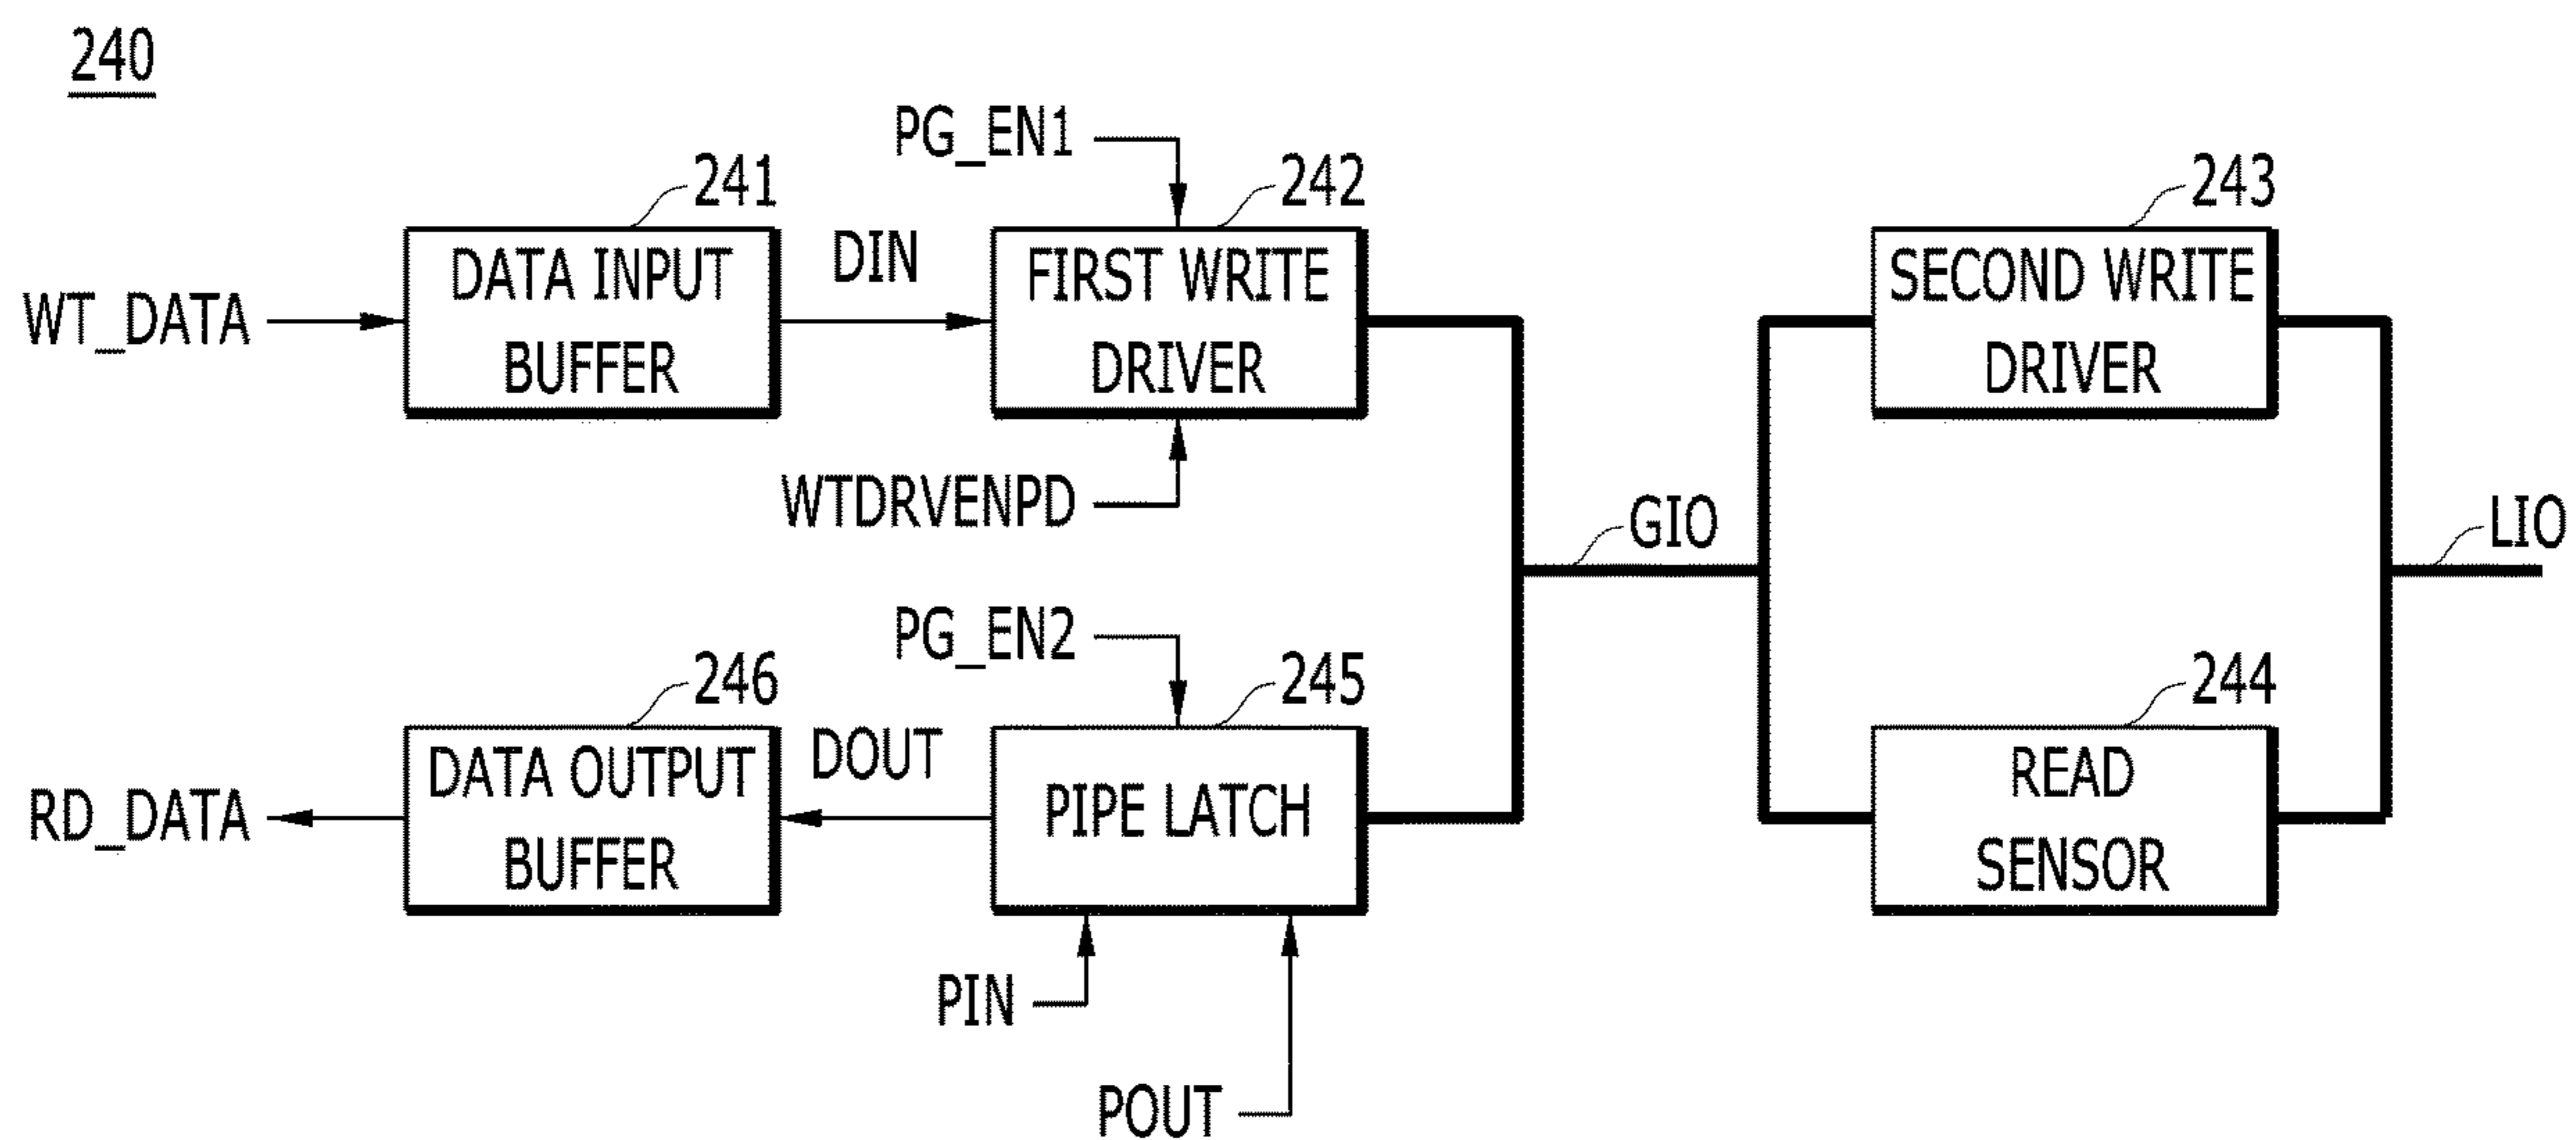 240
PG_EN1
241
242
243
WT_DATA
DATA INPUT
BUFFER
DIN
FIRST WRITE
DRIVER
SECOND WRITE
DRIVER
WTDRVENPD
GIO
LIO
PG_EN2
246
245
244
RD_DATA
DATA OUTPUT
BUFFER
DOUT
PIPE LATCH
READ
SENSOR
PIN
POUT